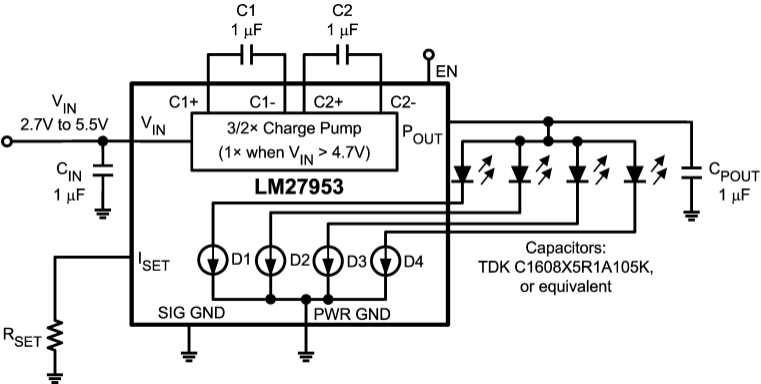 C1
1 µF
C2
1 µF
EN
VIN
2.7V to 5.5V
C1+
C1-
C2+
C2-
VIN
3/2× Charge Pump
(1× when VIN > 4.7V)
POUT
LM27953
CIN
1 µF
CPOUT
1 µF
ISET
D1
D2
D3
D4
Capacitors:
TDK C1608X5R1A105K,
or equivalent
SIG GND
PWR GND
RSET